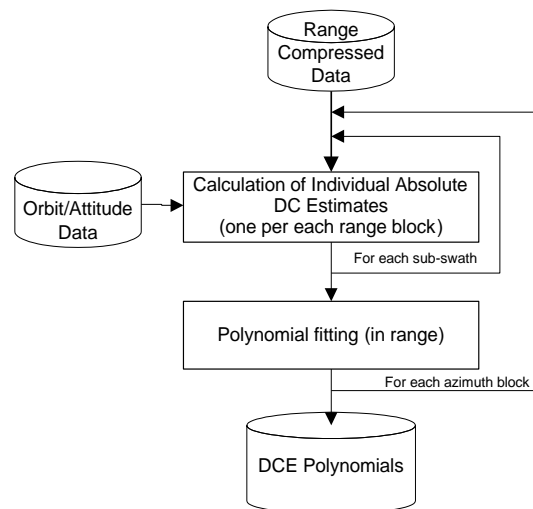 Range
Compressed
Data
Orbit/Attitude
Data
Calculation of Individual Absolute
DC Estimates
(one per each range block)
For each sub-swath
Polynomial fitting (in range)
For each azimuth block
DCE Polynomials